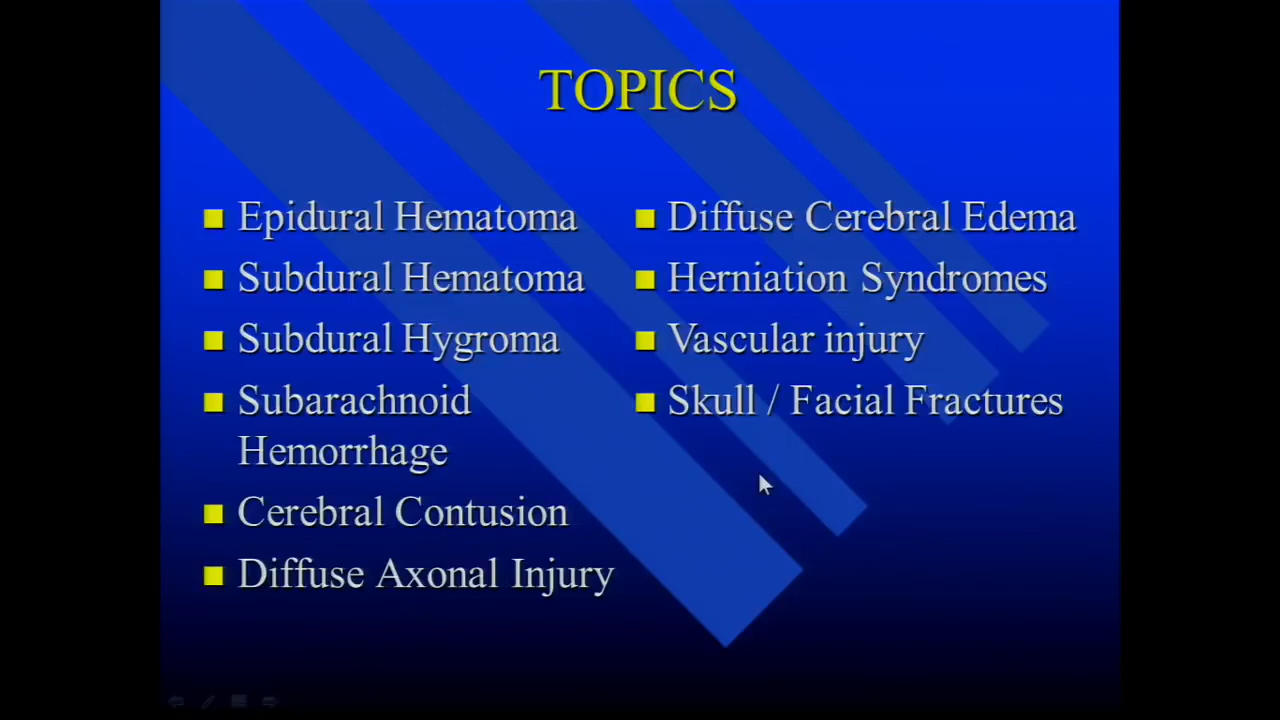 TOPICS
Epidural Hematoma
Subdural Hematoma
Subdural Hygroma
Subarachnoid
Hemorrhage
Cerebral Contusion
Diffuse Axonal Injury
Diffuse Cerebral Edema
Herniation Syndromes
Vascular injury
Skull / Facial Fractures